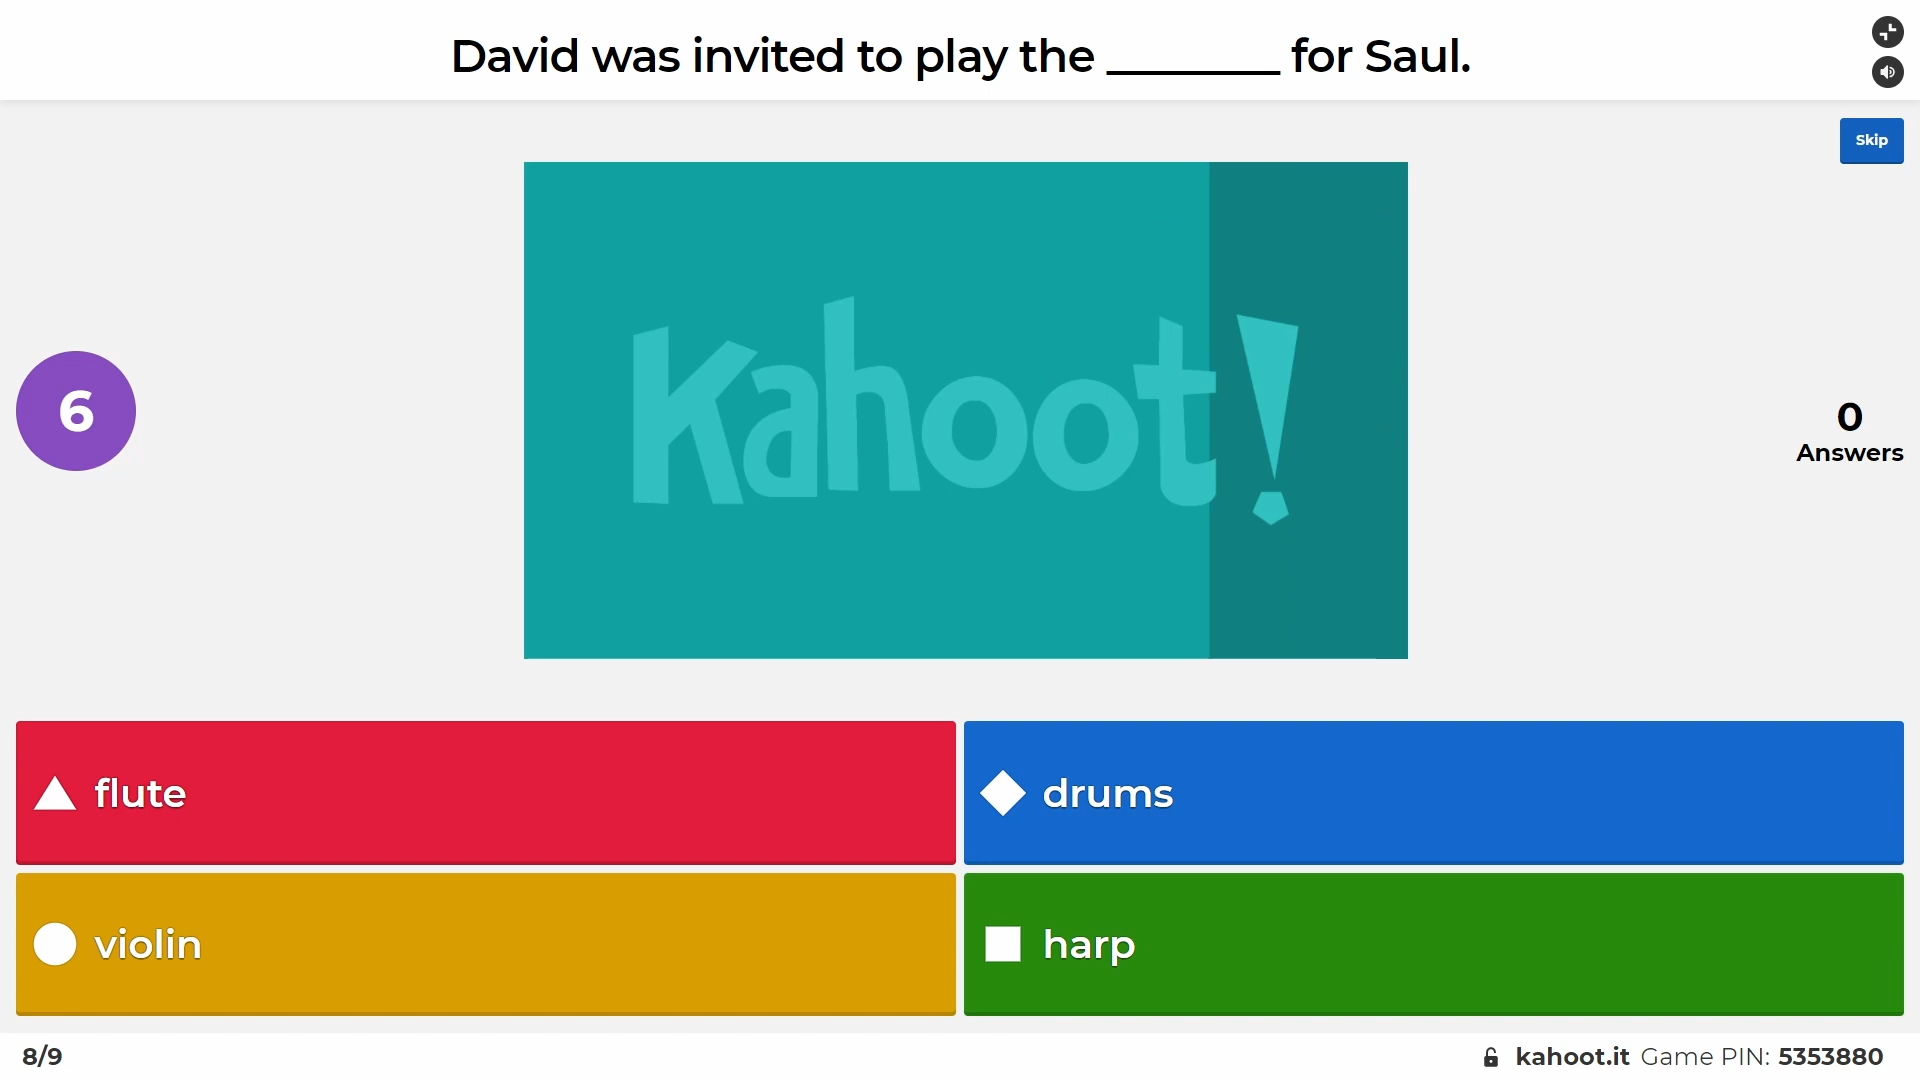 David was invited to play the ________ for Saul.
Skip
Kahoot!
6
0
Answers
flute
drums
violin
harp
8/9
kahoot.it Game PIN: 5353880